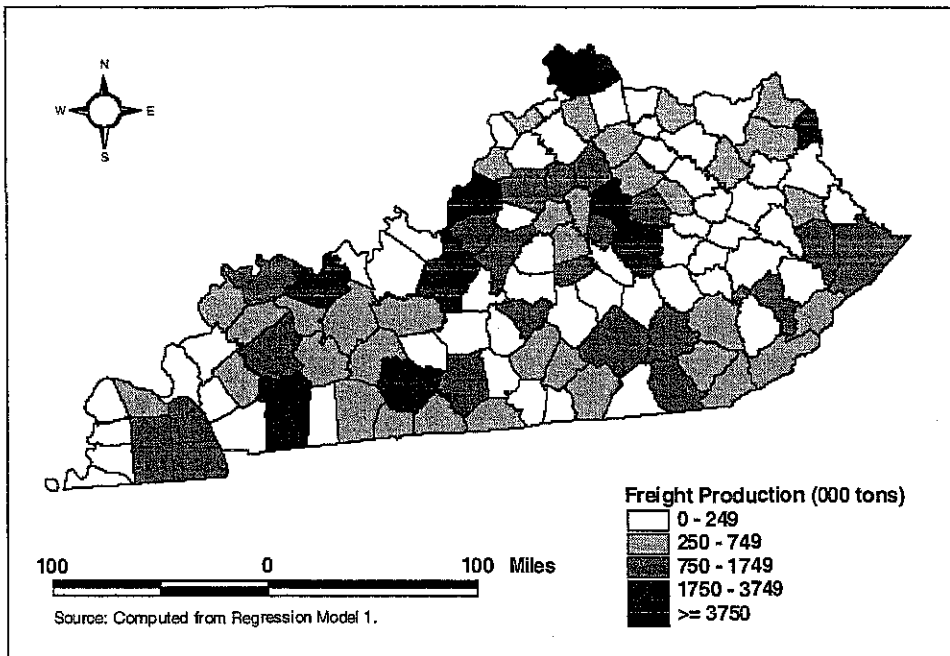 N
W E
S
Freight Production (000 tons)
0 - 249
250 - 749
750 - 1749
1750 - 3749
>= 3750
100 0 100 Miles
Source: Computed from Regression Model 1.